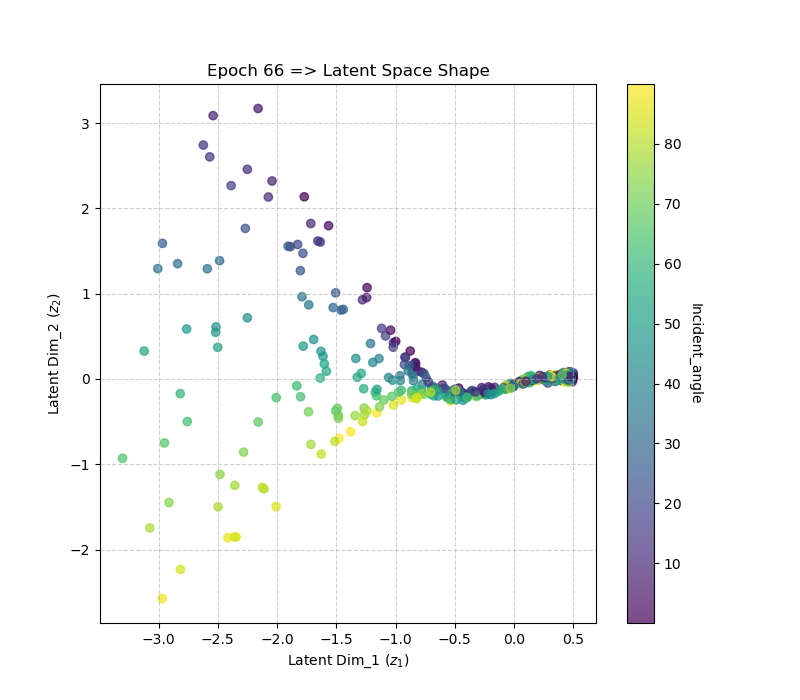 Epoch 66 => Latent Space Shape
3
2
1
0
−1
−2
Latent Dim_2 (z₂)
−3.0 −2.5 −2.0 −1.5 −1.0 −0.5 0.0 0.5
Latent Dim_1 (z₁)
80
70
60
50
40
30
20
10
Incident_angle